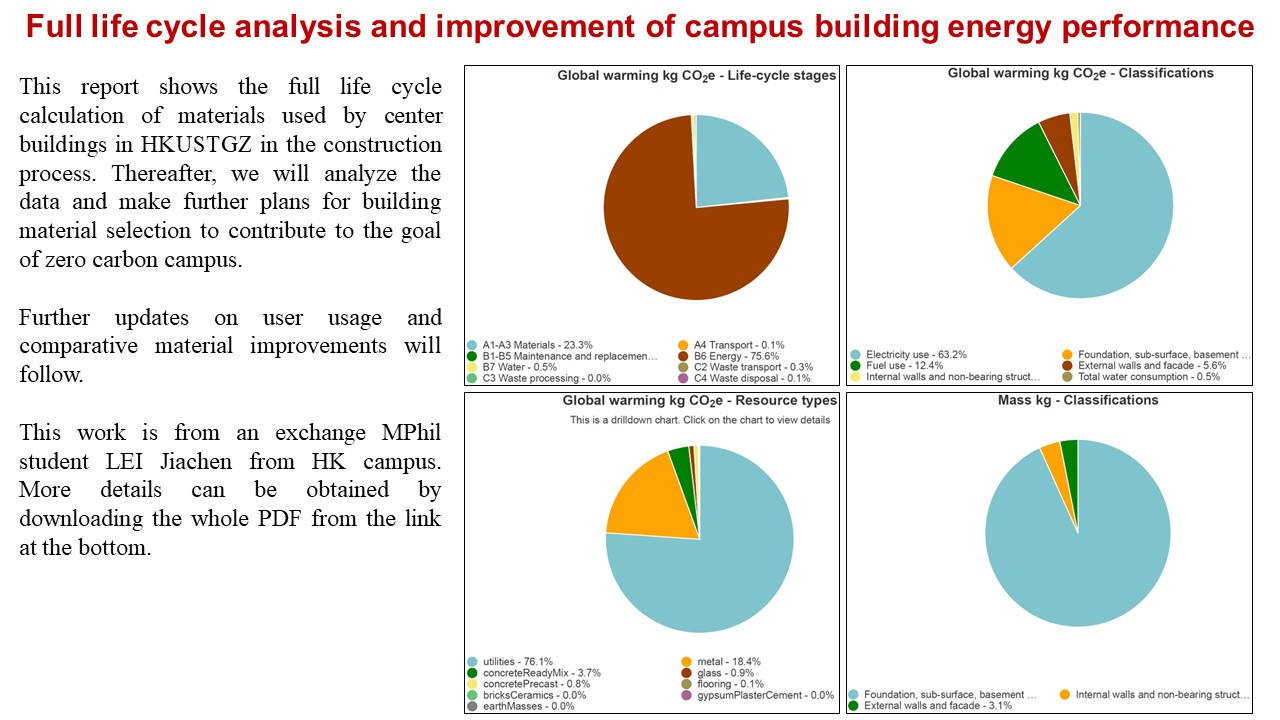 Full life cycle analysis and improvement of campus building energy performance
This report shows the full life cycle
calculation of materials used by center
buildings in HKUSTGZ in the construction
process. Thereafter, we will analyze the
data and make further plans for building
material selection to contribute to the goal
of zero carbon campus.
Further updates on user usage and
comparative material improvements will
follow.
This work is from an exchange MPhil
student LEI Jiachen from HK campus.
More details can be obtained by
downloading the whole PDF from the link
at the bottom.
Global warming kg CO2e - Life-cycle stages
A1-A3 Materials - 23.3%
A4 Transport - 0.1%
B1-B5 Maintenance and replacemen…
B6 Energy - 75.6%
B7 Water - 0.5%
C2 Waste transport - 0.3%
C3 Waste processing - 0.0%
C4 Waste disposal - 0.1%
Global warming kg CO2e - Classifications
Electricity use - 63.2%
Foundation, sub-surface, basement …
Fuel use - 12.4%
External walls and facade - 5.6%
Internal walls and non-bearing struct…
Total water consumption - 0.5%
Global warming kg CO2e - Resource types
This is a drilldown chart. Click on the chart to view details
utilities - 76.1%
metal - 18.4%
concreteReadyMix - 3.7%
glass - 0.9%
concretePrecast - 0.8%
flooring - 0.1%
bricksCeramics - 0.0%
gypsumPlasterCement - 0.0%
earthMasses - 0.0%
Mass kg - Classifications
Foundation, sub-surface, basement …
Internal walls and non-bearing struct…
External walls and facade - 3.1%